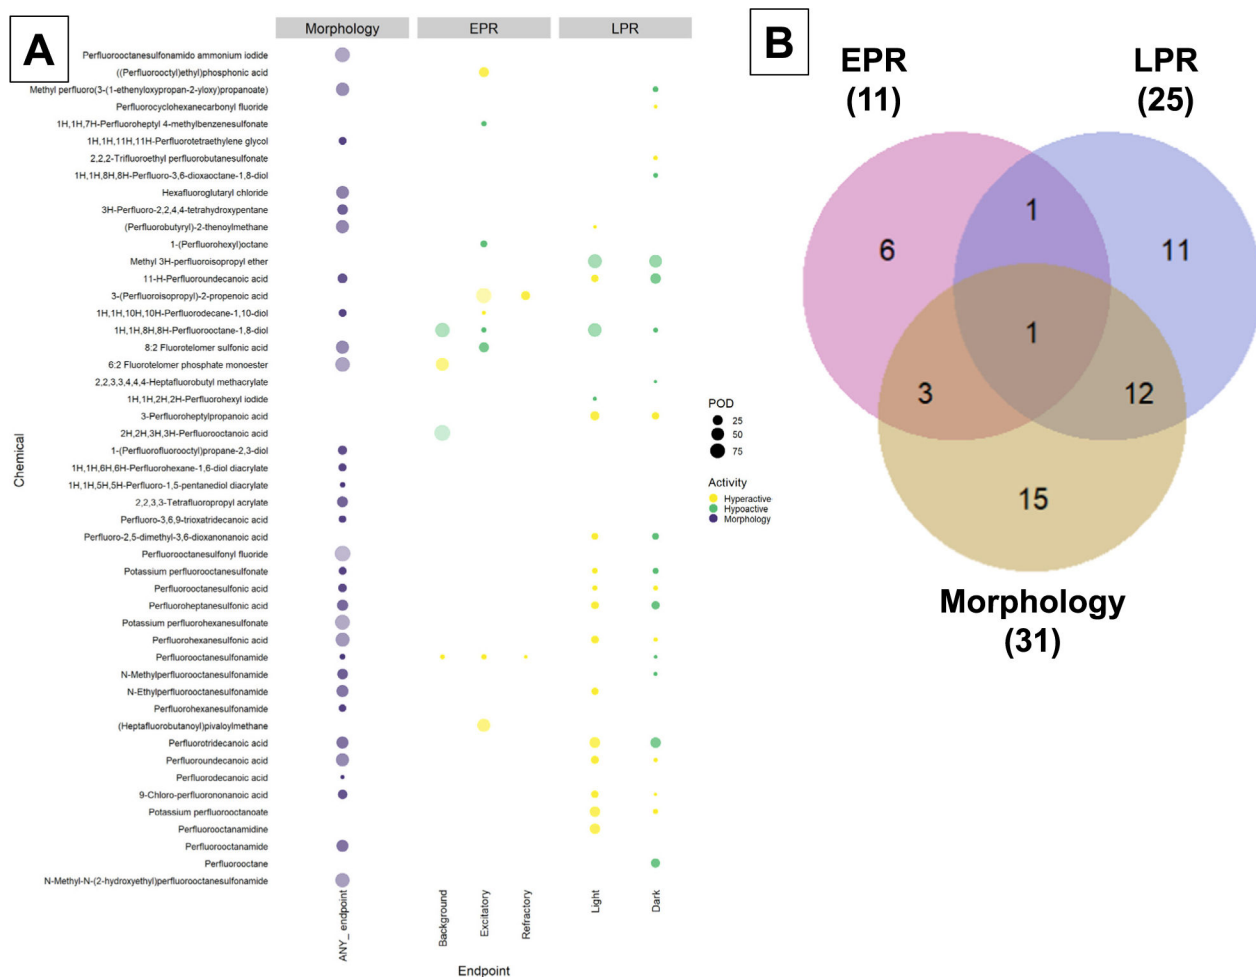 A
Morphology
EPR
LPR
Perfluorooctanesulfonamido ammonium iodide
((Perfluorooctyl)ethyl)phosphonic acid
Methyl perfluoro(3-(1-ethenyloxypropan-2-yloxy)propanoate)
Perfluorocyclohexanecarbonyl fluoride
1H,1H,7H-Perfluoroheptyl 4-methylbenzenesulfonate
1H,1H,11H,11H-Perfluorotetraethylene glycol
2,2,2-Trifluoroethyl perfluorobutanesulfonate
1H,1H,8H,8H-Perfluoro-3,6-dioxaoctane-1,8-diol
Hexafluoroglutaryl chloride
3H-Perfluoro-2,2,4,4-tetrahydroxypentane
(Perfluorobutyryl)-2-thenoylmethane
1-(Perfluorohexyl)octane
Methyl 3H-perfluoroisopropyl ether
11-H-Perfluoroundecanoic acid
3-(Perfluoroisopropyl)-2-propenoic acid
1H,1H,10H,10H-Perfluorodecane-1,10-diol
1H,1H,8H,8H-Perfluorooctane-1,8-diol
8:2 Fluorotelomer sulfonic acid
6:2 Fluorotelomer phosphate monoester
2,2,3,3,4,4,4-Heptafluorobutyl methacrylate
1H,1H,2H,2H-Perfluorohexyl iodide
3-Perfluoroheptylpropanoic acid
2H,2H,3H,3H-Perfluorooctanoic acid
1-(Perfluorofluorooctyl)propane-2,3-diol
1H,1H,6H,6H-Perfluorohexane-1,6-diol diacrylate
1H,1H,5H,5H-Perfluoro-1,5-pentanediol diacrylate
2,2,3,3-Tetrafluoropropyl acrylate
Perfluoro-3,6,9-trioxatridecanoic acid
Perfluoro-2,5-dimethyl-3,6-dioxanonanoic acid
Perfluorooctanesulfonyl fluoride
Potassium perfluorooctanesulfonate
Perfluorooctanesulfonic acid
Perfluoroheptanesulfonic acid
Potassium perfluorohexanesulfonate
Perfluorohexanesulfonic acid
Perfluorooctanesulfonamide
N-Methylperfluorooctanesulfonamide
N-Ethylperfluorooctanesulfonamide
Perfluorohexanesulfonamide
(Heptafluorobutanoyl)pivaloylmethane
Perfluorotridecanoic acid
Perfluoroundecanoic acid
Perfluorodecanoic acid
9-Chloro-perfluorononanoic acid
Potassium perfluorooctanoate
Perfluorooctanamidine
Perfluorooctanamide
Perfluorooctane
N-Methyl-N-(2-hydroxyethyl)perfluorooctanesulfonamide
Chemical
ANY_ endpoint
Background
Excitatory
Refractory
Light
Dark
Endpoint
POD
25
50
75
Activity
Hyperactive
Hypoactive
Morphology
B
EPR
(11)
LPR
(25)
1
6
11
1
3
12
15
Morphology
(31)